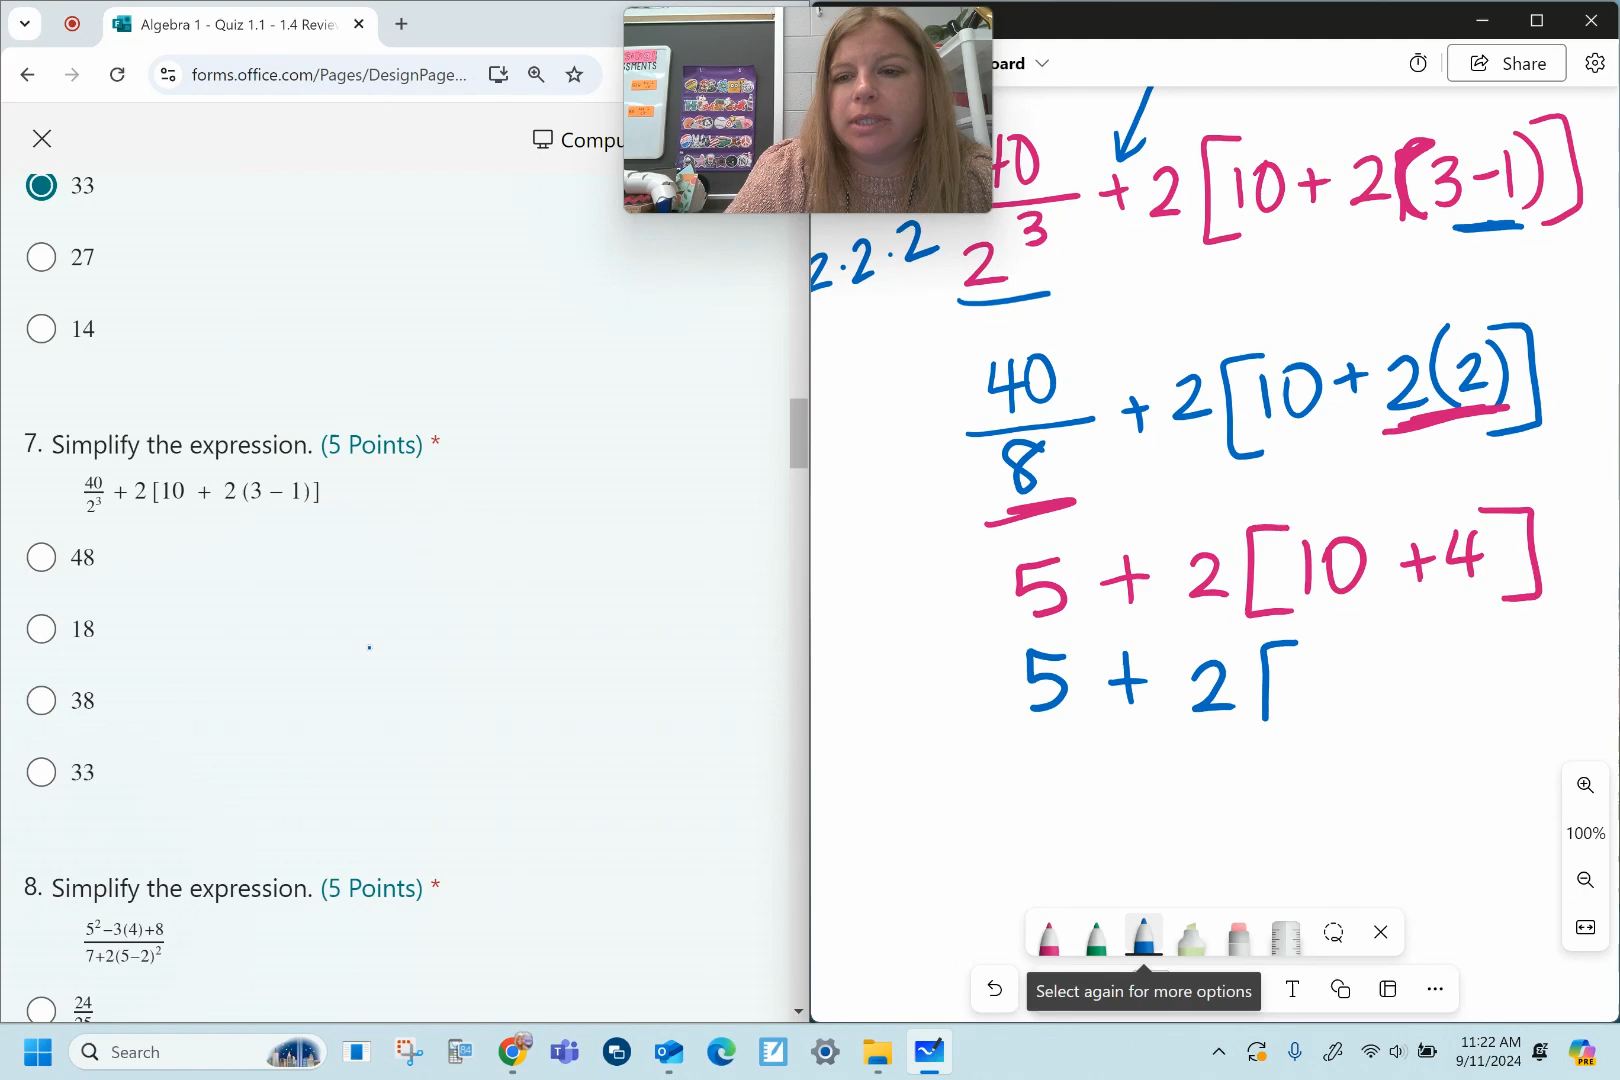 Algebra 1 - Quiz 1.1 - 1.4 Revie
forms.office.com/Pages/DesignPage...
Compu
oard
Share
SMENTS
33
27
14
7. Simplify the expression. (5 Points) *
40/2³ + 2 [10 + 2 (3 − 1)]
48
18
38
33
8. Simplify the expression. (5 Points) *
5²−3(4)+8 / 7+2(5−2)²
24
40/2³ + 2[10 + 2(3-1)]
2·2·2
40/8 + 2[10 + 2(2)]
5 + 2[10 + 4]
5 + 2[
100%
Select again for more options
T
Search
11:22 AM
9/11/2024
PRE